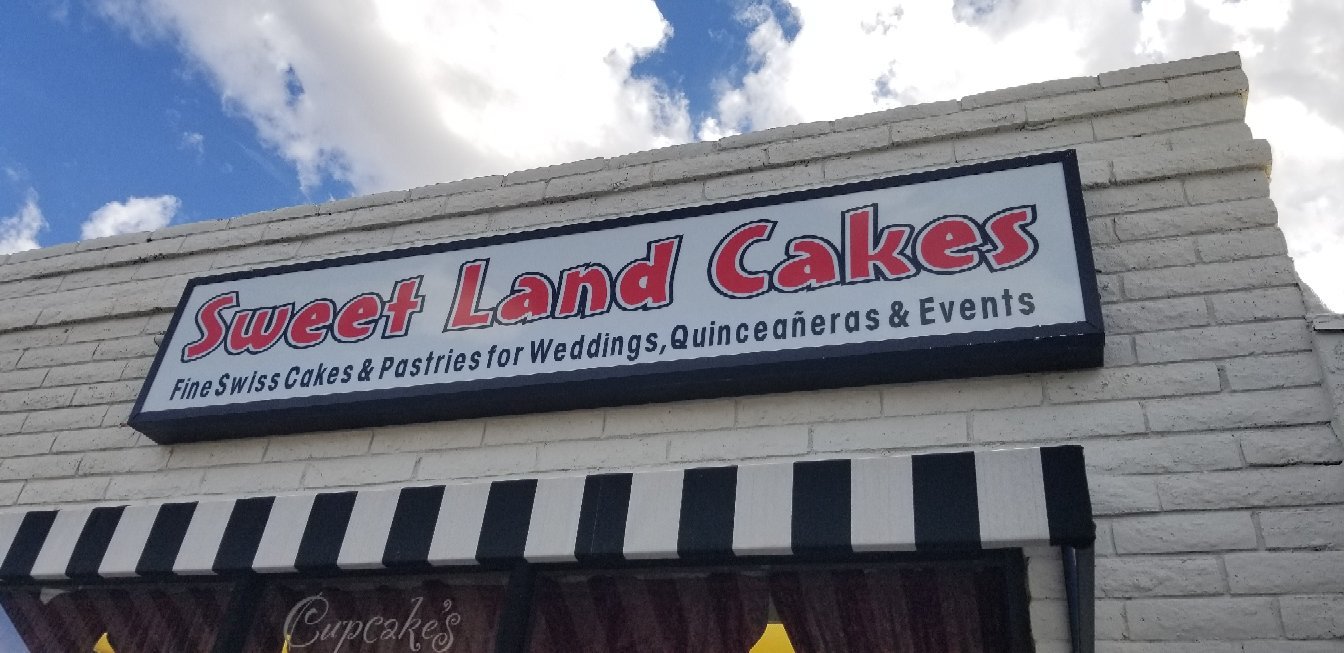 Sweet Land Cakes
Fine Swiss Cakes & Pastries for Weddings, Quinceañeras & Events
Cupcake's